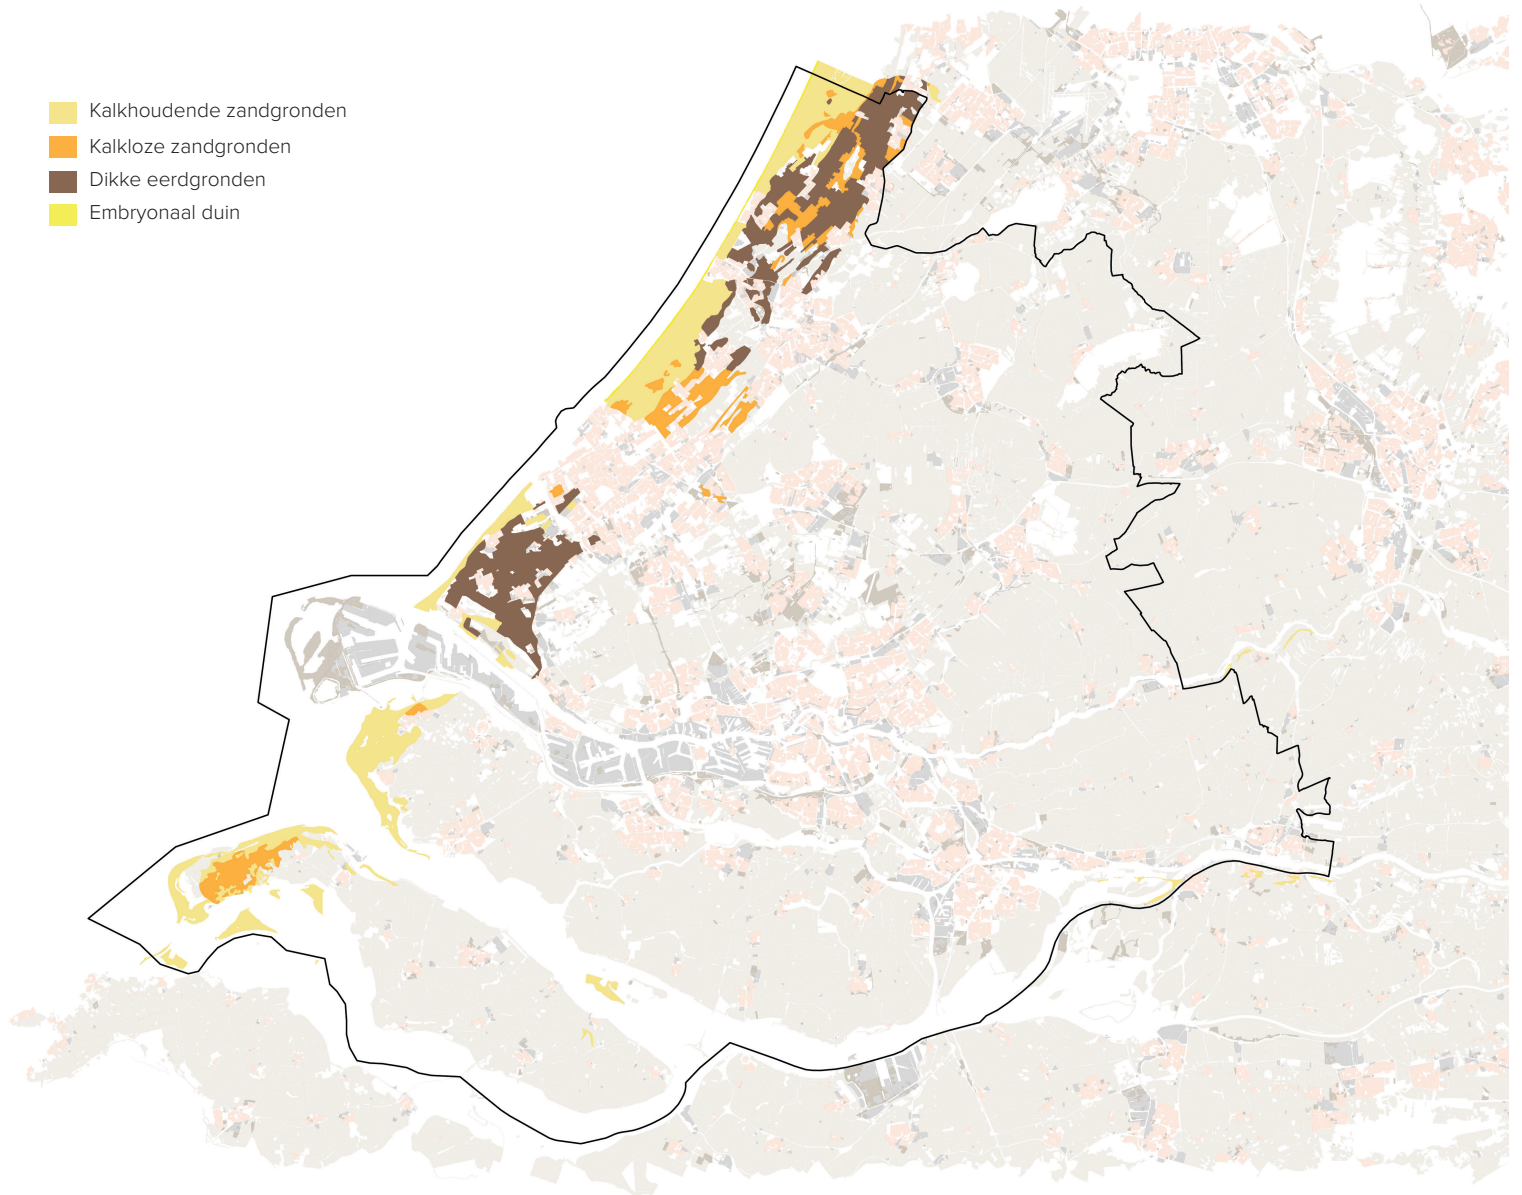 Kalkhoudende zandgronden
Kalkloze zandgronden
Dikke eerdgronden
Embryonaal duin